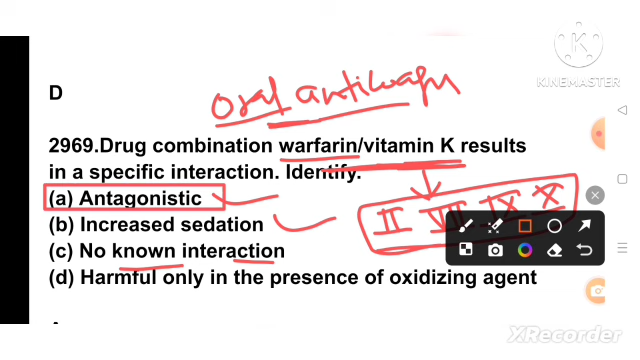 KINEMASTER
D
oral
2969.Drug combination warfarin/vitamin K results
in a specific interaction. Identify.
(a) Antagonistic
(b) Increased sedation
(c) No known interaction
(d) Harmful only in the presence of oxidizing agent
II VII IX X
XRecorder